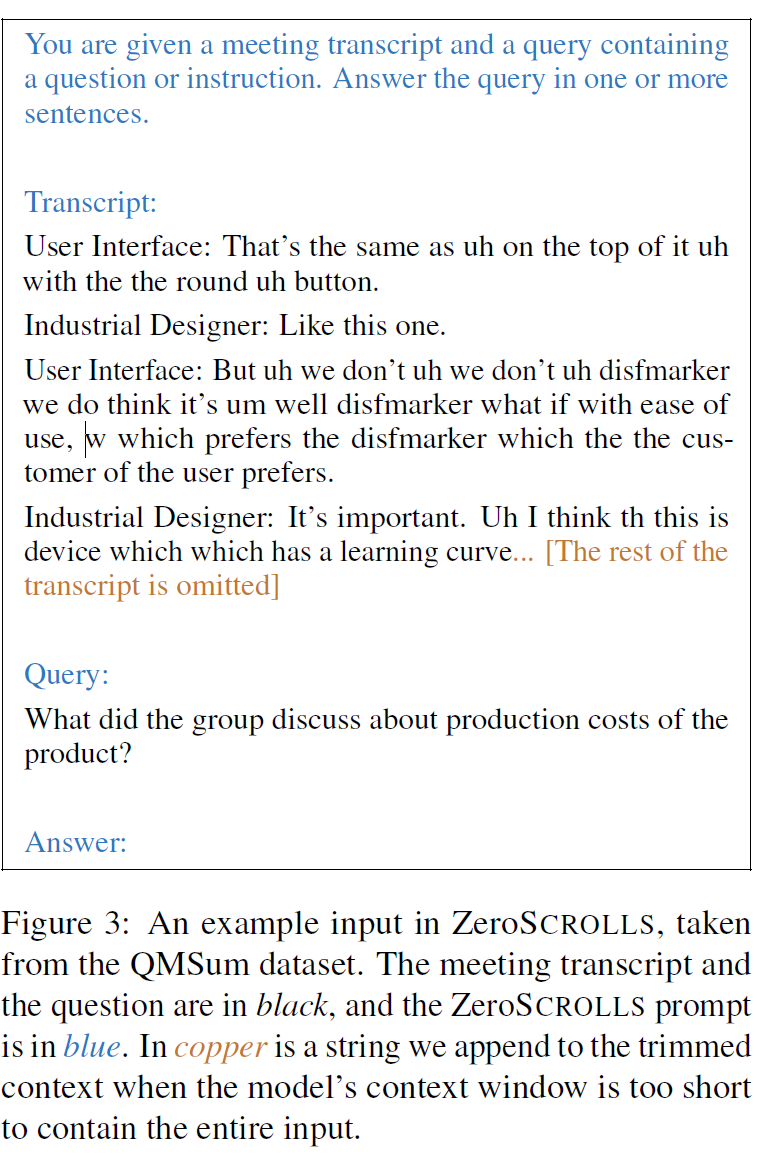 You are given a meeting transcript and a query containing
a question or instruction. Answer the query in one or more
sentences.
Transcript:
User Interface: That's the same as uh on the top of it uh
with the the round uh button.
Industrial Designer: Like this one.
User Interface: But uh we don't uh we don't uh disfmarker
we do think it's um well disfmarker what if with ease of
use, w which prefers the disfmarker which the the cus-
tomer of the user prefers.
Industrial Designer: It's important. Uh I think th this is
device which which has a learning curve... [The rest of the
transcript is omitted]
Query:
What did the group discuss about production costs of the
product?
Answer:
Figure 3: An example input in ZeroSCROLLS, taken
from the QMSum dataset. The meeting transcript and
the question are in black, and the ZeroSCROLLS prompt
is in blue. In copper is a string we append to the trimmed
context when the model's context window is too short
to contain the entire input.